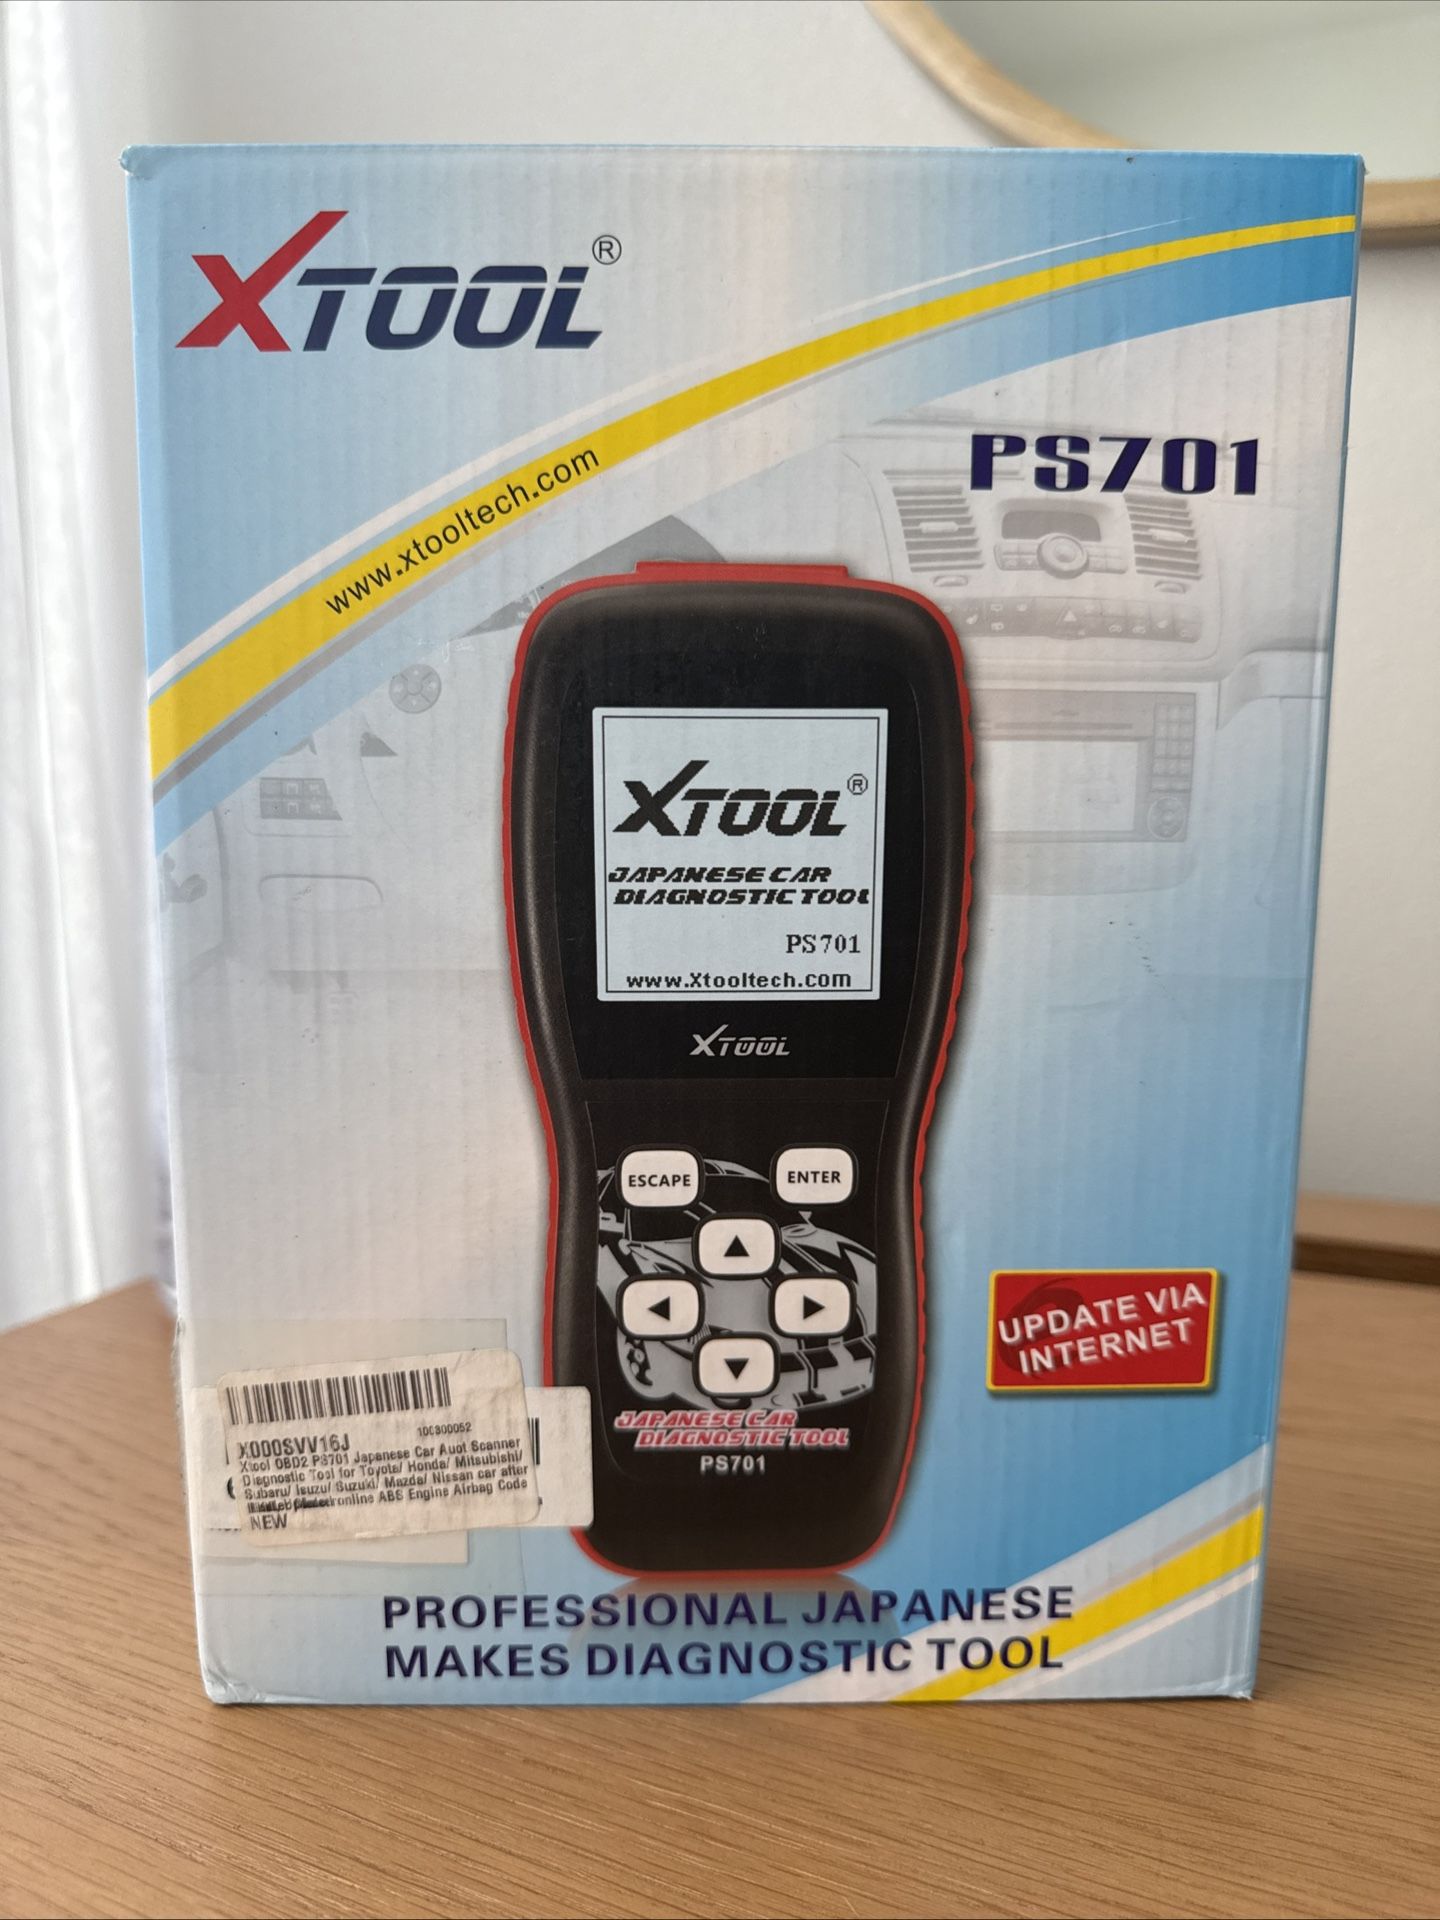 XTOOL®
PS701
www.xtooltech.com
XTOOL®
JAPANESE CAR
DIAGNOSTIC TOOL
PS701
www.Xtooltech.com
XTOOL
ESCAPE
ENTER
JAPANESE CAR
DIAGNOSTIC TOOL
PS701
UPDATE VIA
INTERNET
X000SVV16J
Xtool OBD2 PS701 Japanese Car Auot Scanner
Diagnostic Tool for Toyota/ Honda/ Mitsubishi/
Subaru/ Isuzu/ Suzuki/ Mazda/ Nissan car after
online ABS Engine Airbag Code
NEW
PROFESSIONAL JAPANESE
MAKES DIAGNOSTIC TOOL